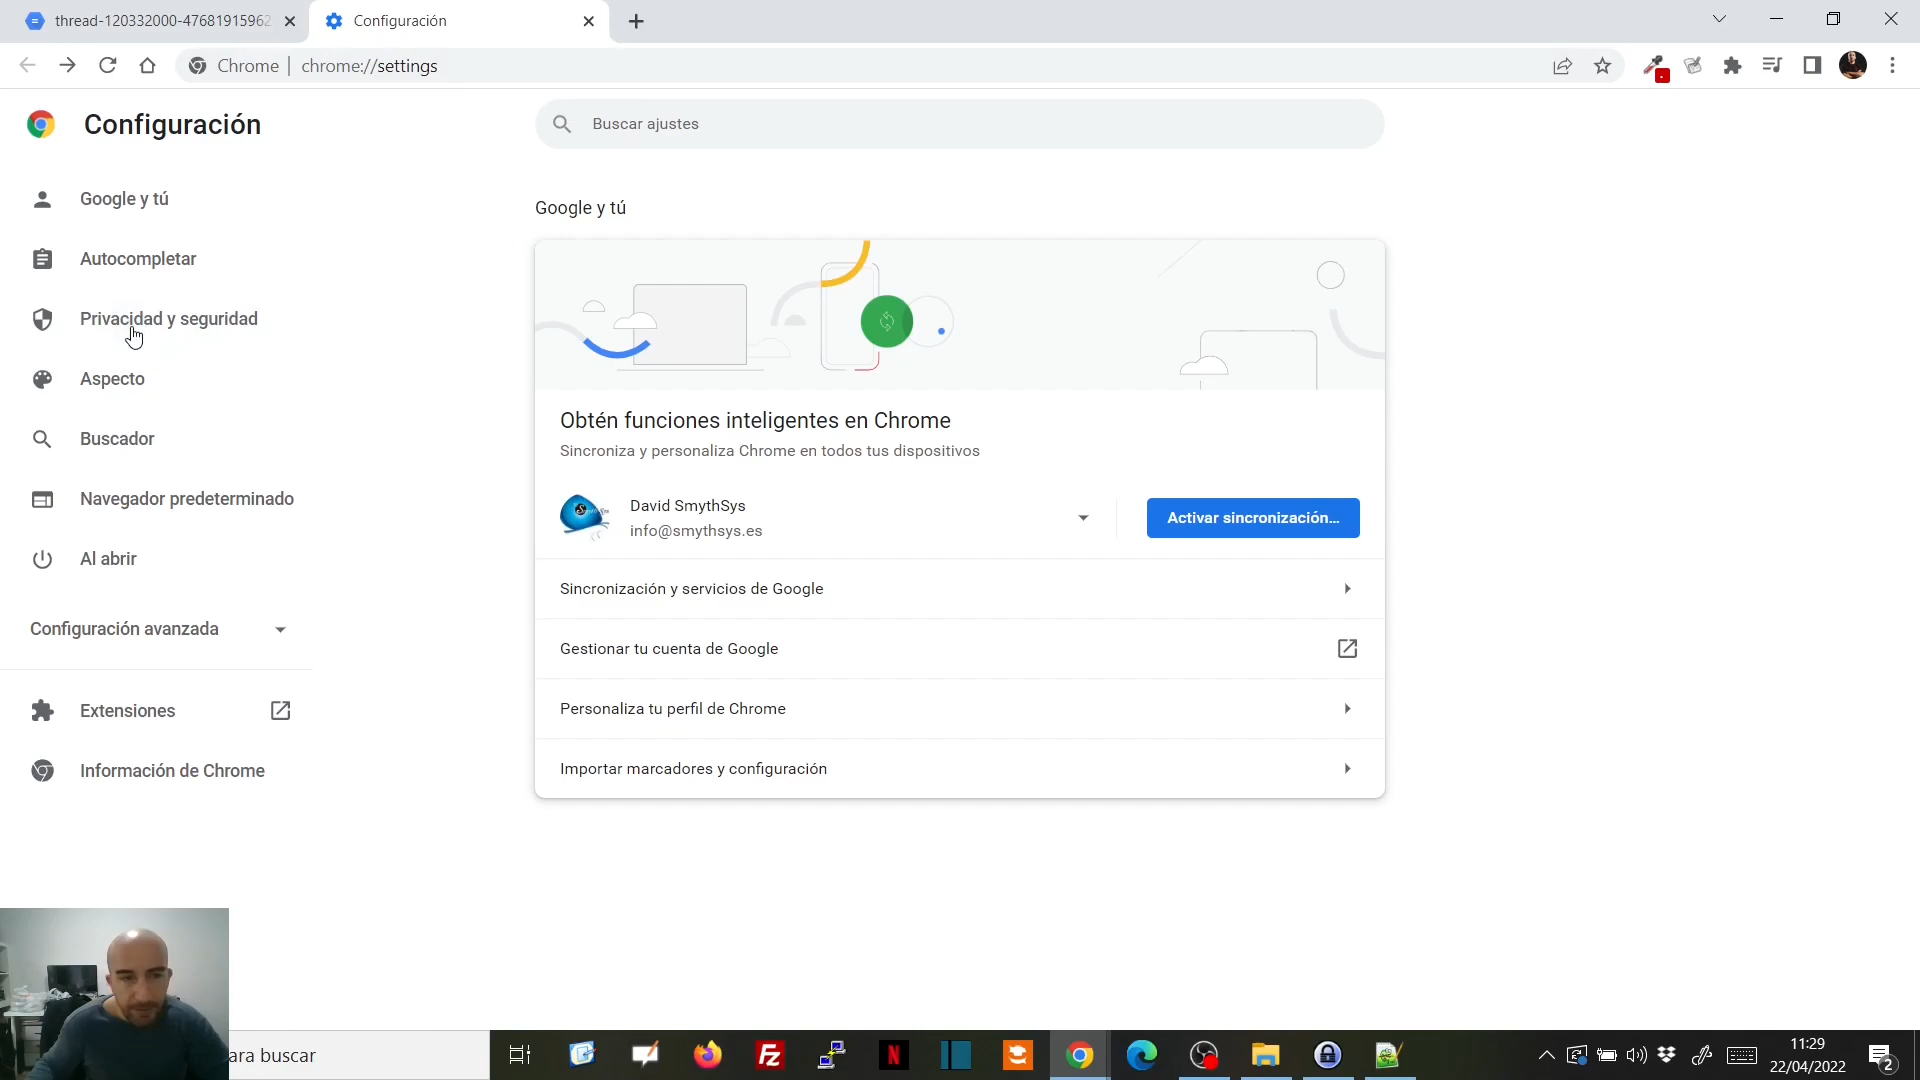 thread-120332000-47681915962
Configuración
Chrome | chrome://settings
Configuración
Buscar ajustes
Google y tú
Autocompletar
Privacidad y seguridad
Aspecto
Buscador
Navegador predeterminado
Al abrir
Configuración avanzada
Extensiones
Información de Chrome
Google y tú
Obtén funciones inteligentes en Chrome
Sincroniza y personaliza Chrome en todos tus dispositivos
David SmythSys
info@smythsys.es
Activar sincronización...
Sincronización y servicios de Google
Gestionar tu cuenta de Google
Personaliza tu perfil de Chrome
Importar marcadores y configuración
ara buscar
11:29
22/04/2022
2